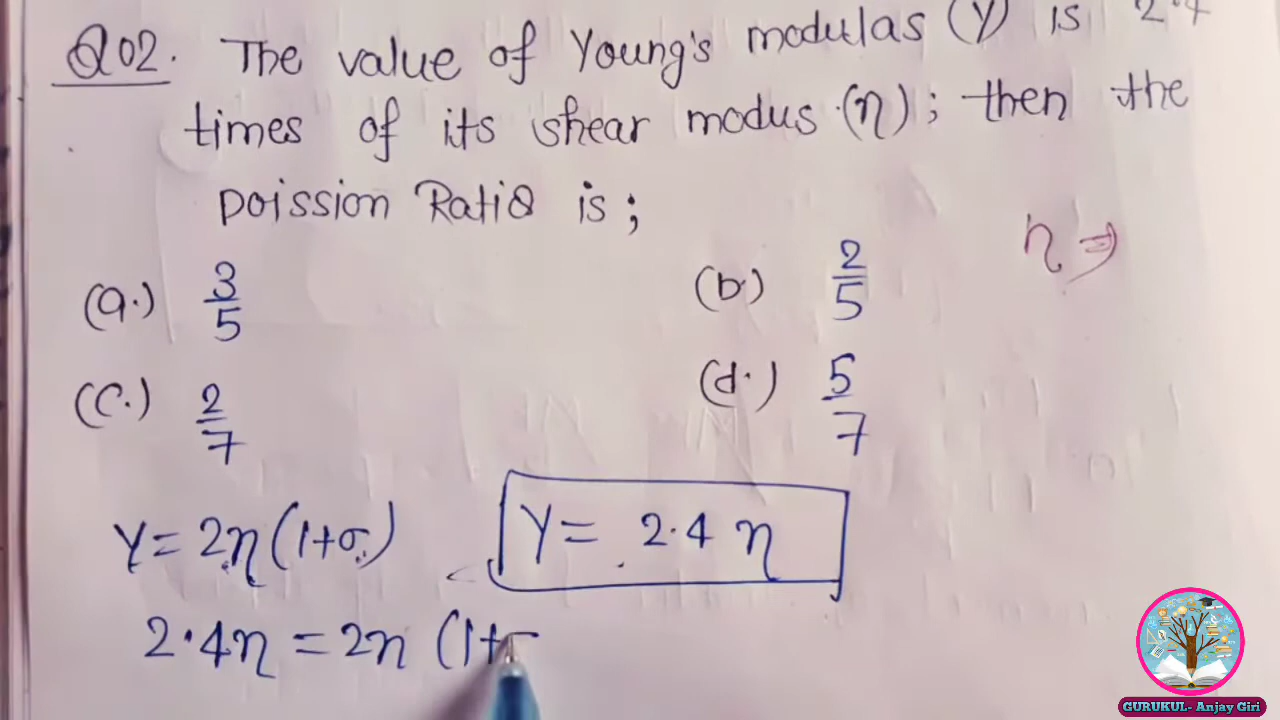 Q02. The value of Young's modulas (Y) is 2.4
times of its shear modus (η); then the
poission Ratio is;
η ⇒
(a.) 3/5
(b.) 2/5
(c.) 2/7
(d.) 5/7
Y = 2η(1+σ)
Y = 2.4 η
2.4η = 2η (1+σ
GURUKUL- Anjay Giri